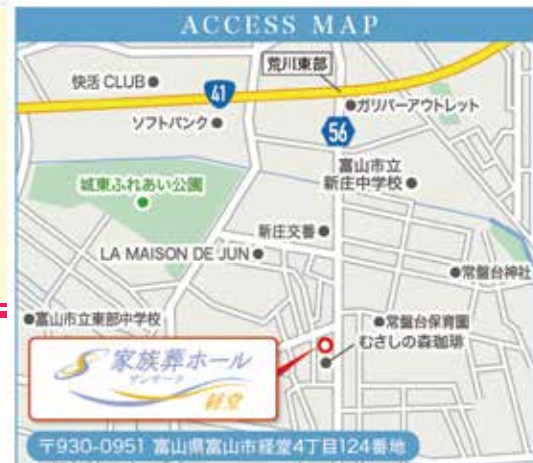 ACCESS MAP
荒川東部
快活 CLUB
41
ガリバーアウトレット
ソフトバンク
56
富山市立
新庄中学校
城東ふれあい公園
新庄交番
LA MAISON DE JUN
常盤台神社
富山市立東部中学校
常盤台保育園
むさしの森珈琲
家族葬ホール
経堂
〒930-0951 富山県富山市経堂4丁目124番地